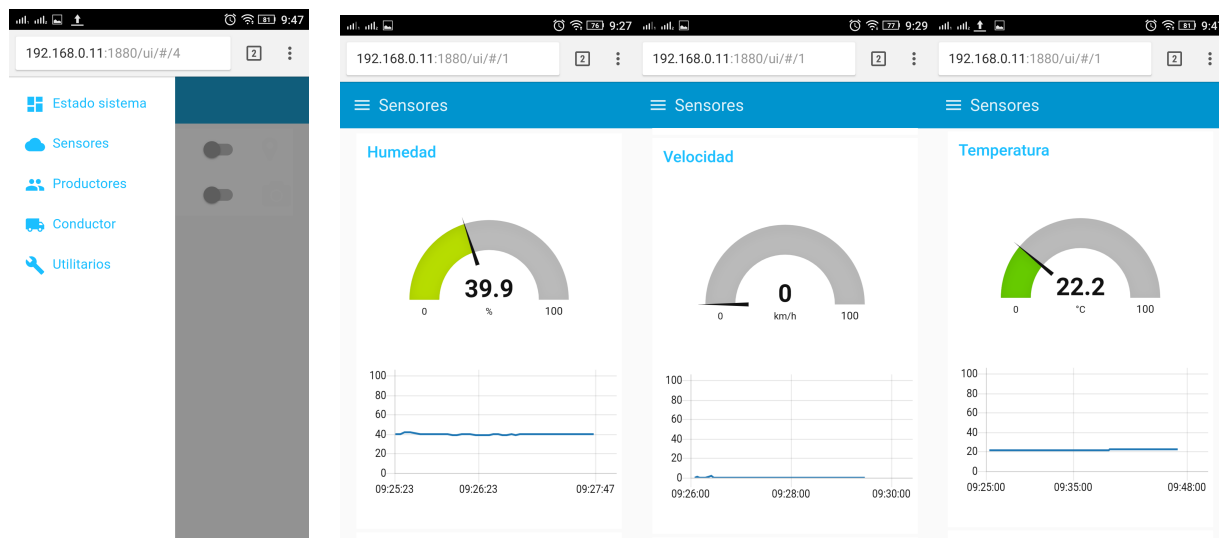 81 9:47
192.168.0.11:1880/ui/#/4 2
Estado sistema
Sensores
Productores
Conductor
Utilitarios
76 9:27
192.168.0.11:1880/ui/#/1 2
Sensores
Humedad
39.9
0 % 100
100
80
60
40
20
0
09:25:23 09:26:23 09:27:47
77 9:29
192.168.0.11:1880/ui/#/1 2
Sensores
Velocidad
0
0 km/h 100
100
80
60
40
20
0
09:26:00 09:28:00 09:30:00
81
192.168.0.11:1880/ui/#/1 2
Sensores
Temperatura
22.2
0 °C 100
100
80
60
40
20
0
09:25:00 09:35:00 09:48:00